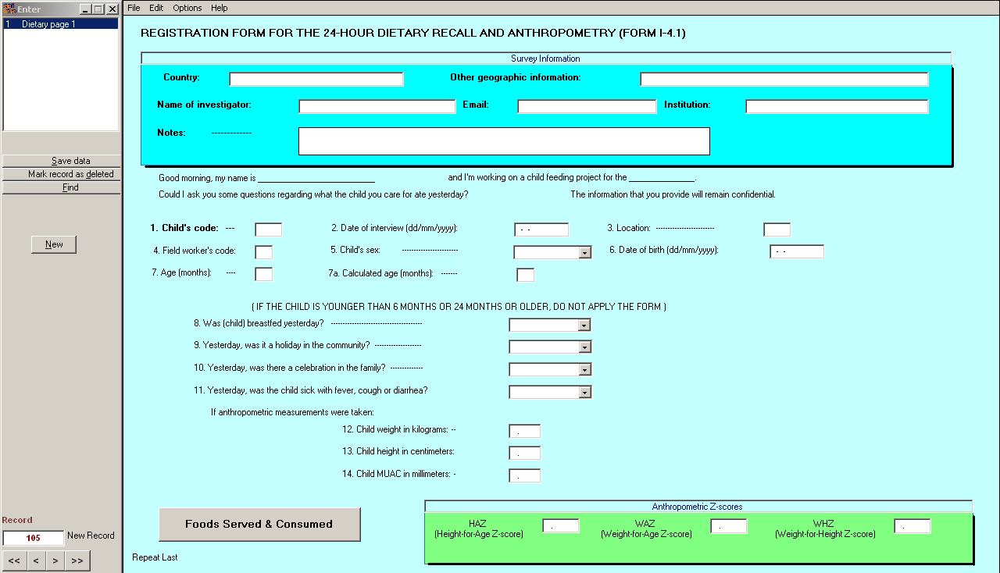 Enter
File Edit Options Help
1 Dietary page 1
Save data
Mark record as deleted
Find
New
Record
105 New Record
<< < > >>
REGISTRATION FORM FOR THE 24-HOUR DIETARY RECALL AND ANTHROPOMETRY (FORM I-4.1)
Survey Information
Country: Other geographic information:
Name of investigator: Email: Institution:
Notes: -------------
Good morning, my name is _________________________ and I'm working on a child feeding project for the ______________.
Could I ask you some questions regarding what the child you care for ate yesterday? The information that you provide will remain confidential.
1. Child's code: --- 2. Date of interview (dd/mm/yyyy): - - 3. Location: -------------------------
4. Field worker's code: 5. Child's sex: ------------------------ 6. Date of birth (dd/mm/yyyy): - -
7. Age (months): ---- 7a. Calculated age (months): -------
( IF THE CHILD IS YOUNGER THAN 6 MONTHS OR 24 MONTHS OR OLDER, DO NOT APPLY THE FORM )
8. Was (child) breastfed yesterday? ---------------------------------------
9. Yesterday, was it a holiday in the community? --------------------
10. Yesterday, was there a celebration in the family? --------------
11. Yesterday, was the child sick with fever, cough or diarrhea?
If anthropometric measurements were taken:
12. Child weight in kilograms: -- .
13. Child height in centimeters: .
14. Child MUAC in millimeters: - .
Foods Served & Consumed
Repeat Last
Anthropometric Z-scores
HAZ . WAZ . WHZ .
(Height-for-Age Z-score) (Weight-for-Age Z-score) (Weight-for-Height Z-score)